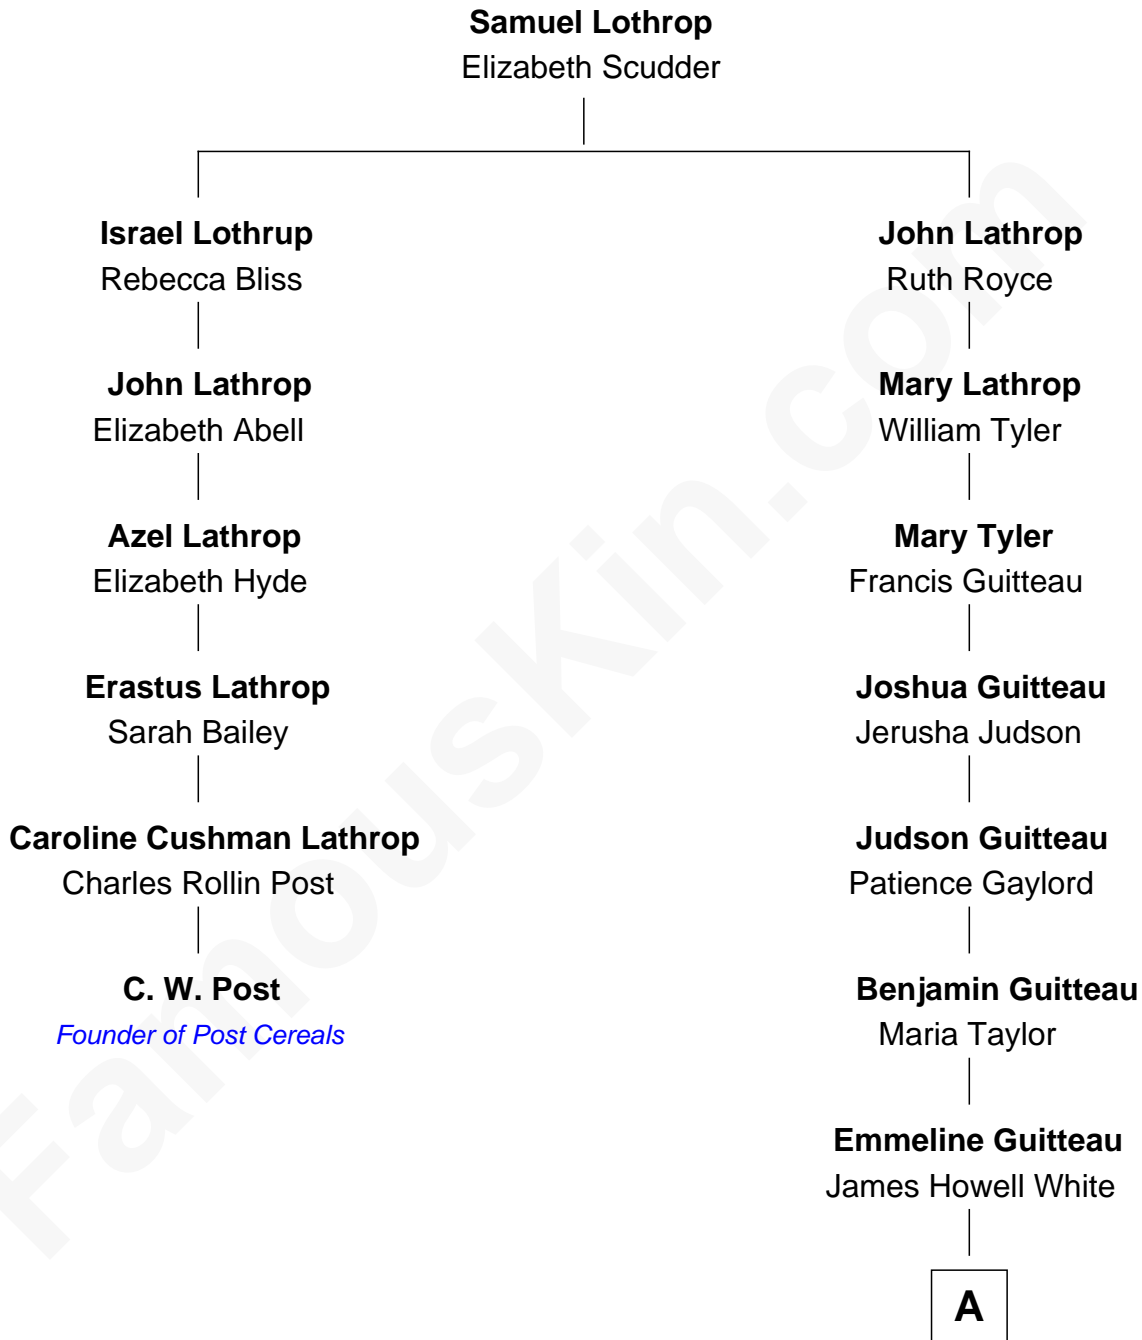 Samuel Lothrop
Elizabeth Scudder
Israel Lothrup
Rebecca Bliss
John Lathrop
Elizabeth Abell
Azel Lathrop
Elizabeth Hyde
Erastus Lathrop
Sarah Bailey
Caroline Cushman Lathrop
Charles Rollin Post
C. W. Post
Founder of Post Cereals
John Lathrop
Ruth Royce
Mary Lathrop
William Tyler
Mary Tyler
Francis Guitteau
Joshua Guitteau
Jerusha Judson
Judson Guitteau
Patience Gaylord
Benjamin Guitteau
Maria Taylor
Emmeline Guitteau
James Howell White
A
FamousKin.com